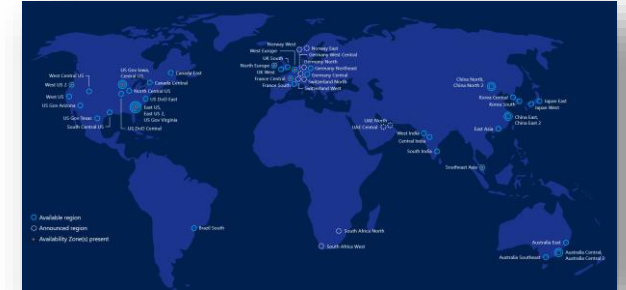 Norway West
Norway East
West Europe
Germany West Central
UK South
Germany North
North Europe
Germany Northeast
UK West
Germany Central
France Central
Switzerland North
France South
Switzerland West
West Central US
US Gov Iowa,
Central US,
Canada East
West US 2
Canada Central
North Central US
West US
US DoD East
US Gov Arizona
East US,
East US 2,
US Gov Virginia
US Gov Texas
South Central US
US DoD Central
China North,
China North 2
Korea Central
Korea South
Japan East
Japan West
China East,
China East 2
East Asia
UAE North
UAE Central
West India
Central India
South India
Southeast Asia
Available region
Announced region
Availability Zone(s) present
Brazil South
South Africa North
South Africa West
Australia East
Australia Southeast
Australia Central,
Australia Central 2